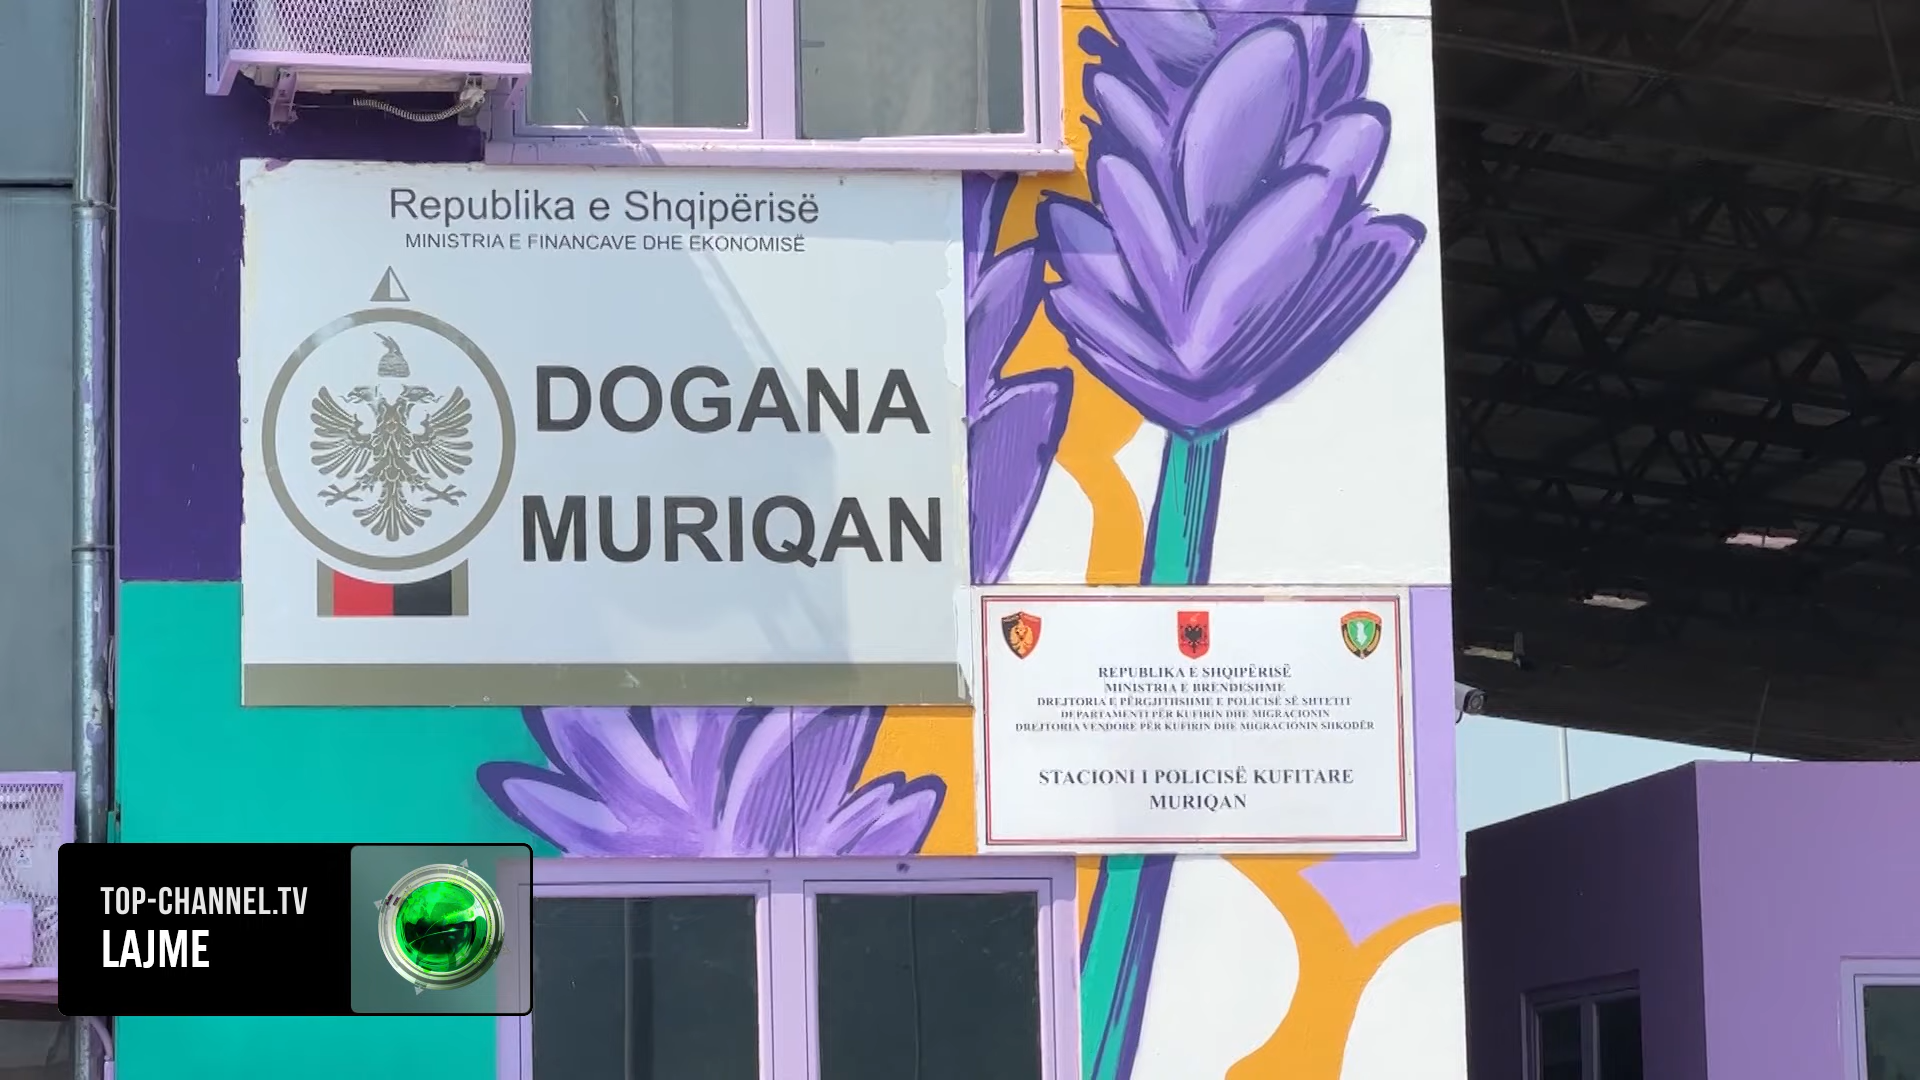 Republika e Shqipërisë
MINISTRIA E FINANCAVE DHE EKONOMISË
DOGANA
MURIQAN
REPUBLIKA E SHQIPËRISË
MINISTRIA E BRENDESHME
DREJTORIA E PËRGJITHSHME E POLICISË SË SHTETIT
DEPARTAMENTI PËR KUFIRIN DHE MIGRACIONIN
DREJTORIA VENDORE PËR KUFIRIN DHE MIGRACIONIN SHKODËR
STACIONI I POLICISË KUFITARE
MURIQAN
TOP-CHANNEL.TV
LAJME